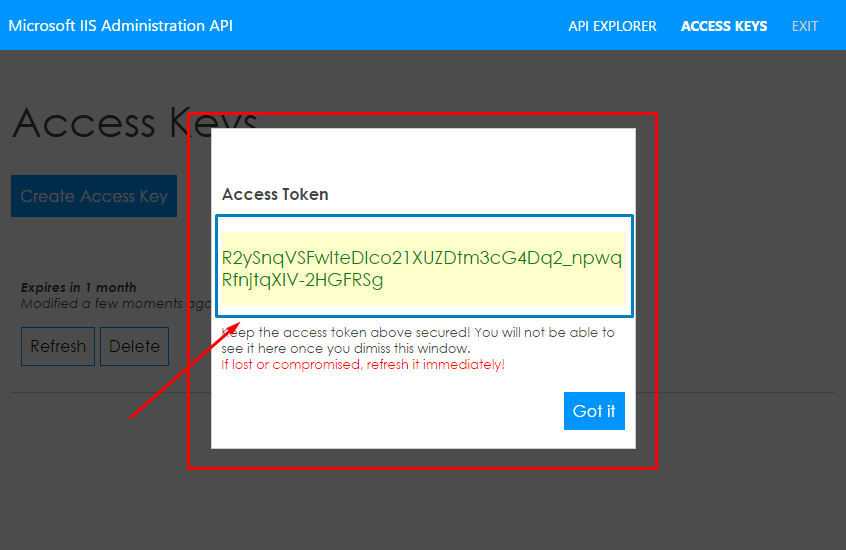 Microsoft IIS Administration API
API EXPLORER
ACCESS KEYS
EXIT
Access Keys
Create Access Key
Expires in 1 month
Modified a few moments ago
Refresh
Delete
Access Token
R2ySnqVSFwIteDIco21XUZDtm3cG4Dq2_npwq
RfnjtqXIV-2HGFRSg
Keep the access token above secured! You will not be able to
see it here once you dimiss this window.
If lost or compromised, refresh it immediately!
Got it